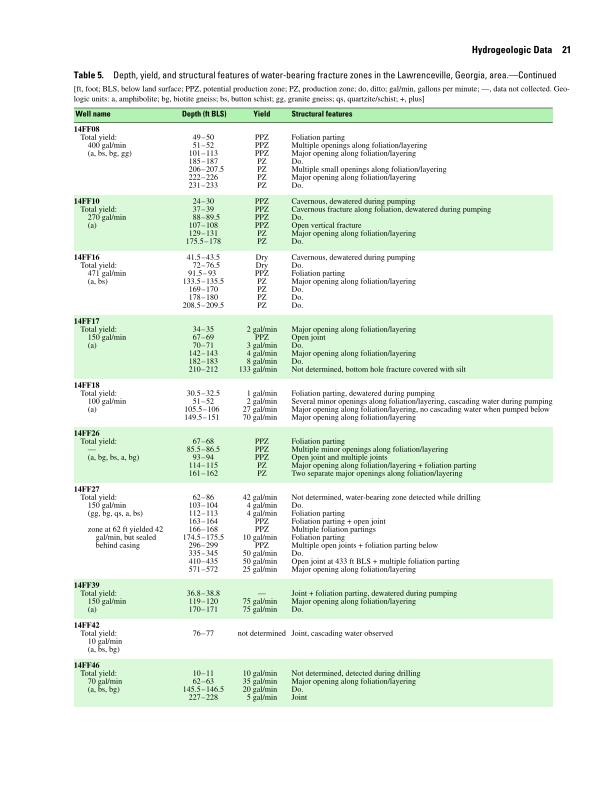 Hydrogeologic Data 21
Table 5. Depth, yield, and structural features of water-bearing fracture zones in the Lawrenceville, Georgia, area.—Continued
[ft, foot; BLS, below land surface; PPZ, potential production zone; PZ, production zone; do, ditto; gal/min, gallons per minute; —, data not collected. Geo-
logic units: a, amphibolite; bg, biotite gneiss; bs, button schist; gg, granite gneiss; qs, quartzite/schist; +, plus]
Well name Depth (ft BLS) Yield Structural features
14FF08
Total yield: 49–50 PPZ Foliation parting
400 gal/min 51–52 PPZ Multiple openings along foliation/layering
(a, bs, bg, gg) 101–113 PPZ Major opening along foliation/layering
185–187 PZ Do.
206–207.5 PZ Multiple small openings along foliation/layering
222–226 PZ Major opening along foliation/layering
231–233 PZ Do.
14FF10 24–30 PPZ Cavernous, dewatered during pumping
Total yield: 37–39 PPZ Cavernous fracture along foliation, dewatered during pumping
270 gal/min 88–89.5 PPZ Do.
(a) 107–108 PPZ Open vertical fracture
129–131 PZ Major opening along foliation/layering
175.5–178 PZ Do.
14FF16 41.5–43.5 Dry Cavernous, dewatered during pumping
Total yield: 72–76.5 Dry Do.
471 gal/min 91.5–93 PPZ Foliation parting
(a, bs) 133.5–135.5 PZ Major opening along foliation/layering
169–170 PZ Do.
178–180 PZ Do.
208.5–209.5 PZ Do.
14FF17
Total yield: 34–35 2 gal/min Major opening along foliation/layering
150 gal/min 67–69 PPZ Open joint
(a) 70–71 3 gal/min Do.
142–143 4 gal/min Major opening along foliation/layering
182–183 8 gal/min Do.
210–212 133 gal/min Not determined, bottom hole fracture covered with silt
14FF18
Total yield: 30.5–32.5 1 gal/min Foliation parting, dewatered during pumping
100 gal/min 51–52 2 gal/min Several minor openings along foliation/layering, cascading water during pumping
(a) 105.5–106 27 gal/min Major opening along foliation/layering, no cascading water when pumped below
149.5–151 70 gal/min Major opening along foliation/layering
14FF26
Total yield: 67–68 PPZ Foliation parting
— 85.5–86.5 PPZ Multiple minor openings along foliation/layering
(a, bg, bs, a, bg) 93–94 PPZ Open joint and multiple joints
114–115 PZ Major opening along foliation/layering + foliation parting
161–162 PZ Two separate major openings along foliation/layering
14FF27
Total yield: 62–86 42 gal/min Not determined, water-bearing zone detected while drilling
150 gal/min 103–104 4 gal/min Do.
(gg, bg, qs, a, bs) 112–113 4 gal/min Foliation parting
163–164 PPZ Foliation parting + open joint
zone at 62 ft yielded 42 166–168 PPZ Multiple foliation partings
gal/min, but sealed 174.5–175.5 10 gal/min Foliation parting
behind casing 296–299 PPZ Multiple open joints + foliation parting below
335–345 50 gal/min Do.
410–435 50 gal/min Open joint at 433 ft BLS + multiple foliation parting
571–572 25 gal/min Major opening along foliation/layering
14FF39
Total yield: 36.8–38.8 — Joint + foliation parting, dewatered during pumping
150 gal/min 119–120 75 gal/min Major opening along foliation/layering
(a) 170–171 75 gal/min Do.
14FF42
Total yield: 76–77 not determined Joint, cascading water observed
10 gal/min
(a, bs, bg)
14FF46
Total yield: 10–11 10 gal/min Not determined, detected during drilling
70 gal/min 62–63 35 gal/min Major opening along foliation/layering
(a, bs, bg) 145.5–146.5 20 gal/min Do.
227–228 5 gal/min Joint